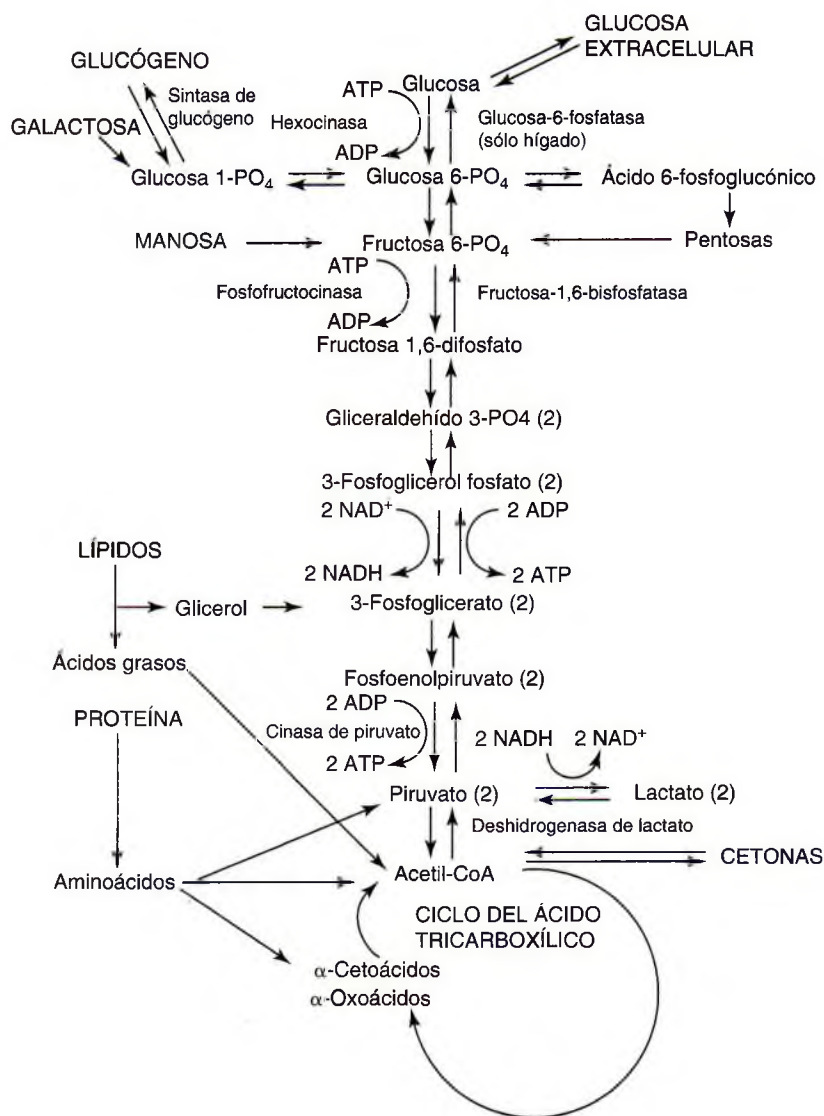 GLUCOSA
EXTRACELULAR
GLUCÓGENO
Sintasa de
glucógeno
GALACTOSA
ATP
Glucosa
Hexocinasa
Glucosa-6-fosfatasa
(sólo hígado)
ADP
Glucosa 1-PO4
Glucosa 6-PO4
Ácido 6-fosfoglucónico
MANOSA
Fructosa 6-PO4
Pentosas
ATP
Fosfofructocinasa
Fructosa-1,6-bisfosfatasa
ADP
Fructosa 1,6-difosfato
Gliceraldehído 3-PO4 (2)
3-Fosfoglicerol fosfato (2)
2 NAD+
2 ADP
LÍPIDOS
2 NADH
2 ATP
Glicerol
3-Fosfoglicerato (2)
Ácidos grasos
Fosfoenolpiruvato (2)
PROTEÍNA
2 ADP
Cinasa de piruvato
2 NADH
2 NAD+
2 ATP
Piruvato (2)
Lactato (2)
Deshidrogenasa de lactato
Aminoácidos
Acetil-CoA
CETONAS
CICLO DEL ÁCIDO
TRICARBOXÍLICO
α-Cetoácidos
α-Oxoácidos